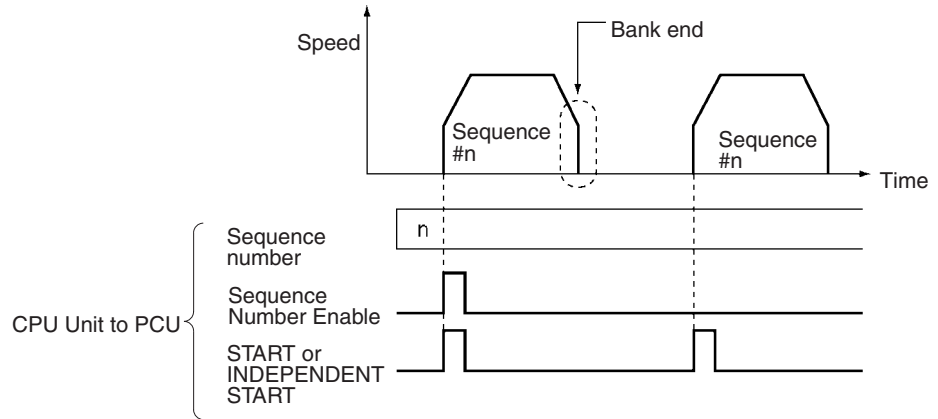 Bank end
Speed
Sequence
#n
Sequence
#n
Time
n
Sequence
number
Sequence
Number Enable
CPU Unit to PCU
START or
INDEPENDENT
START